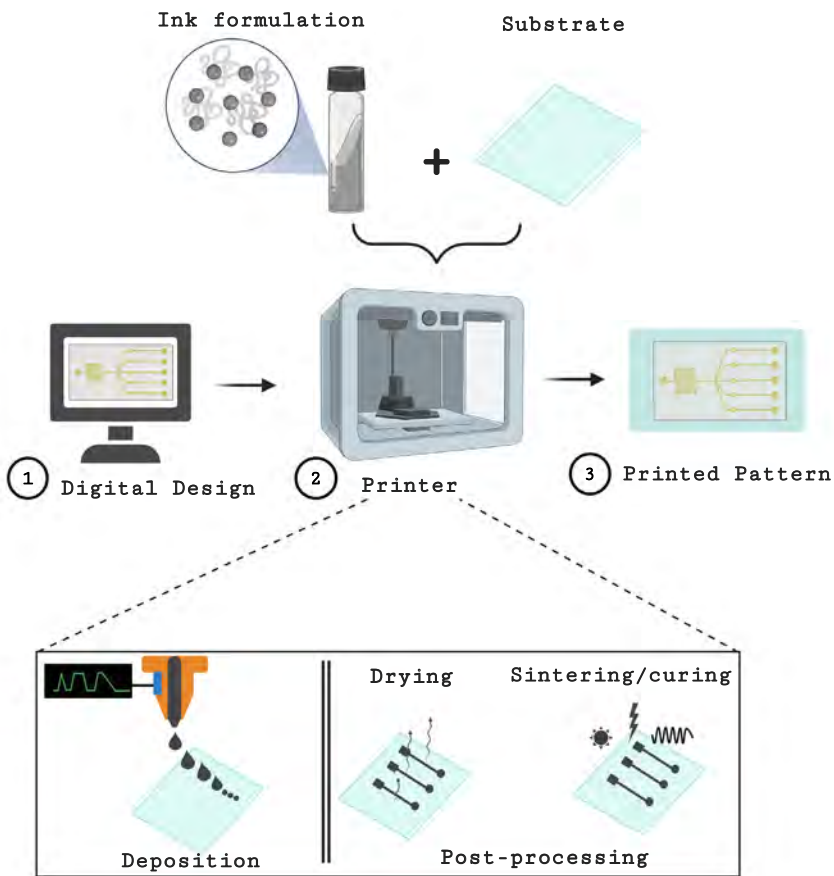 Ink formulation
Substrate
+
1 Digital Design
2 Printer
3 Printed Pattern
Drying
Sintering/curing
Deposition
Post-processing